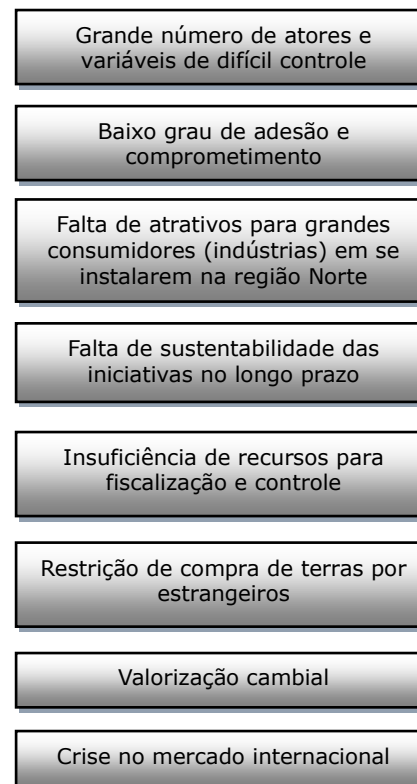 Grande número de atores e
variáveis de difícil controle
Baixo grau de adesão e
comprometimento
Falta de atrativos para grandes
consumidores (indústrias) em se
instalarem na região Norte
Falta de sustentabilidade das
iniciativas no longo prazo
Insuficiência de recursos para
fiscalização e controle
Restrição de compra de terras por
estrangeiros
Valorização cambial
Crise no mercado internacional